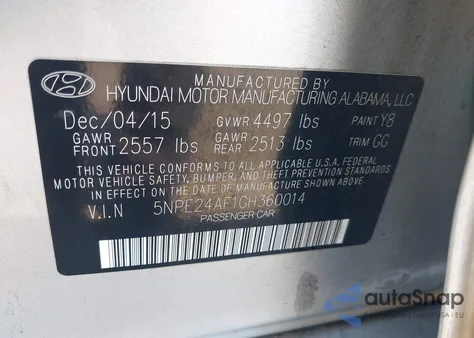 MANUFACTURED BY
HYUNDAI MOTOR MANUFACTURING ALABAMA, LLC
Dec/04/15 GVWR 4497 lbs PAINT Y8
GAWR FRONT 2557 lbs GAWR REAR 2513 lbs TRIM GG
THIS VEHICLE CONFORMS TO ALL APPLICABLE U.S.A FEDERAL
MOTOR VEHICLE SAFETY, BUMPER, AND THEFT PREVENTION STANDARDS
IN EFFECT ON THE DATE OF MANUFACTURE SHOWN ABOVE.
V.I.N 5NPE24AF1GH360014
PASSENGER CAR
autoSnap